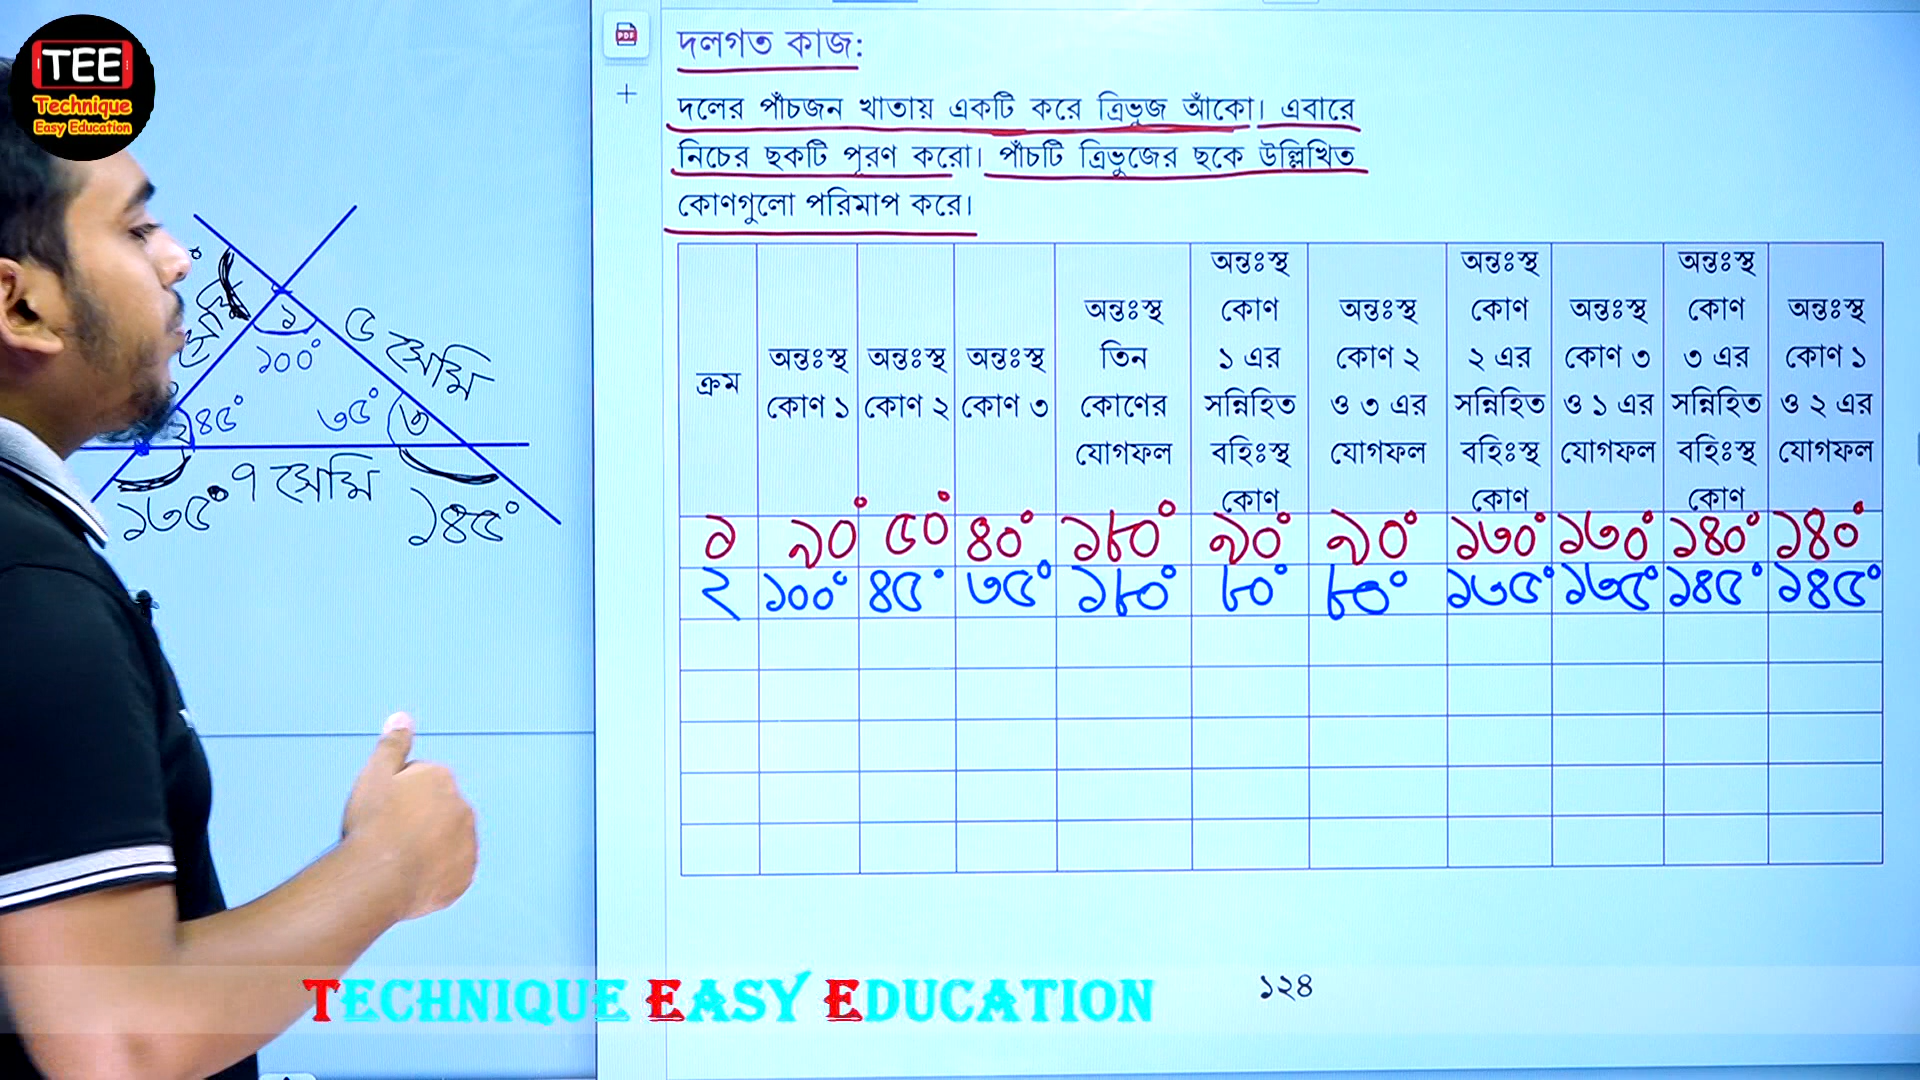 TEE
Technique
Easy Education
দলগত কাজ:
দলের পাঁচজন খাতায় একটি করে ত্রিভুজ আঁকো। এবারে
নিচের ছকটি পূরণ করো। পাঁচটি ত্রিভুজের ছকে উল্লিখিত
কোণগুলো পরিমাপ করে।
ক্রম
অন্তঃস্থ কোণ ১
অন্তঃস্থ কোণ ২
অন্তঃস্থ কোণ ৩
অন্তঃস্থ তিন কোণের যোগফল
অন্তঃস্থ কোণ ১ এর সন্নিহিত বহিঃস্থ কোণ
অন্তঃস্থ কোণ ২ ও ৩ এর যোগফল
অন্তঃস্থ কোণ ২ এর সন্নিহিত বহিঃস্থ কোণ
অন্তঃস্থ কোণ ৩ ও ১ এর যোগফল
অন্তঃস্থ কোণ ৩ এর সন্নিহিত বহিঃস্থ কোণ
অন্তঃস্থ কোণ ১ ও ২ এর যোগফল
১ ৯০° ৫০° ৪০° ১৮০° ৯০° ৯০° ১৩০° ১৩০° ১৪০° ১৪০°
২ ১০০° ৪৫° ৩৫° ১৮০° ৮০° ৮০° ১৩৫° ১৩৫° ১৪৫° ১৪৫°
১
১০০°
৫ সেমি
৪৫°
৩৫°
৩
২
৭ সেমি
১৩৫°
১৪৫°
১২৪
TECHNIQUE EASY EDUCATION